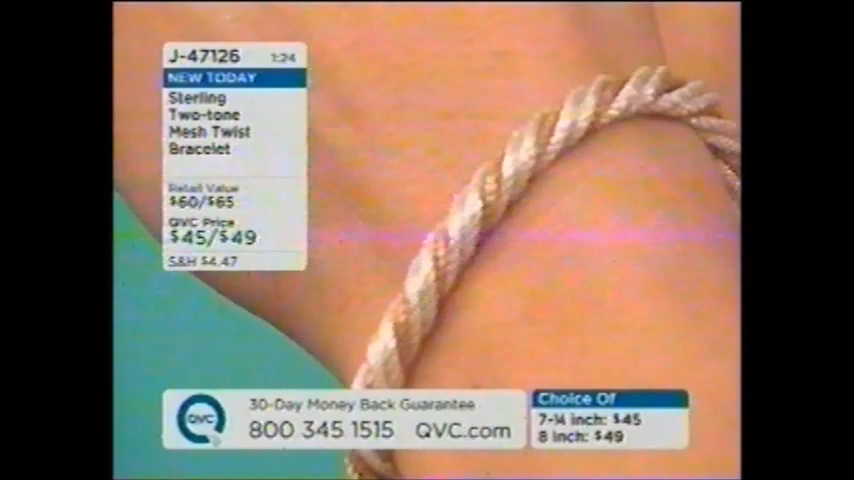 J-47126 1:24
NEW TODAY
Sterling
Two-tone
Mesh Twist
Bracelet
Retail Value
$60/$65
QVC Price
$45/$49
S&H $4.47
QVC
30-Day Money Back Guarantee
800 345 1515 QVC.com
Choice Of
7-¼ inch: $45
8 inch: $49